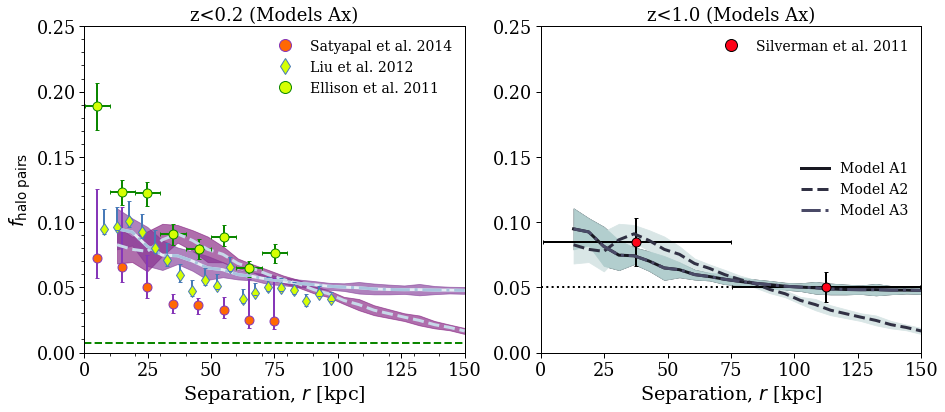 z<0.2 (Models Ax)
z<1.0 (Models Ax)
0.25
0.20
0.15
0.10
0.05
0.00
f_halo pairs
Satyapal et al. 2014
Liu et al. 2012
Ellison et al. 2011
0 25 50 75 100 125 150
Separation, r [kpc]
0.25
0.20
0.15
0.10
0.05
0.00
Silverman et al. 2011
Model A1
Model A2
Model A3
0 25 50 75 100 125 150
Separation, r [kpc]